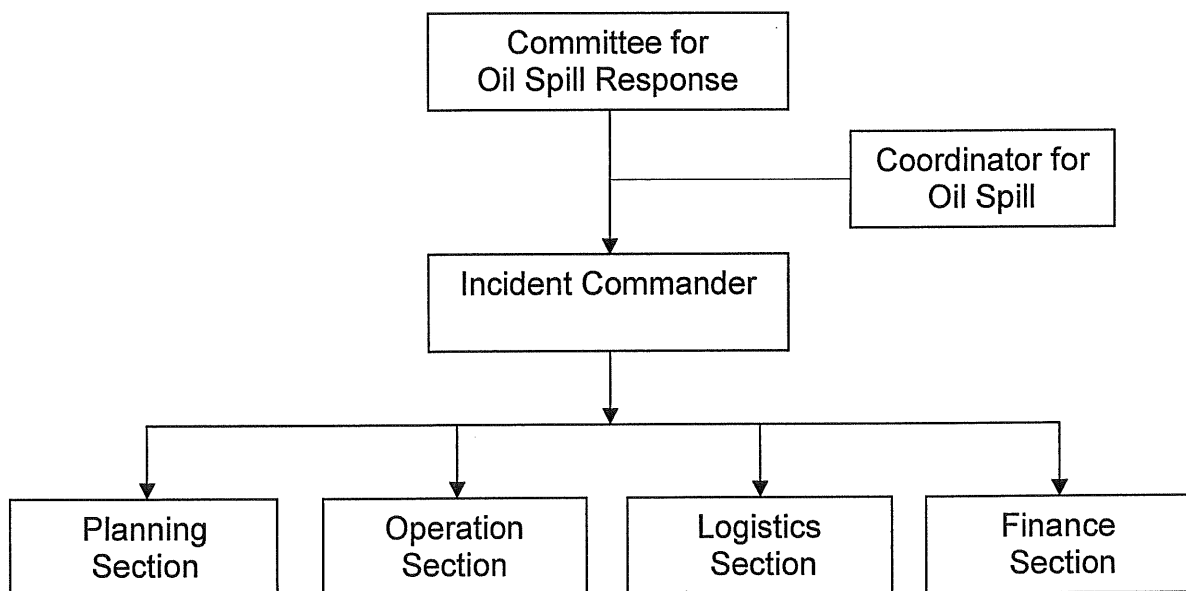 Committee for
Oil Spill Response
Coordinator for
Oil Spill
Incident Commander
Planning
Section
Operation
Section
Logistics
Section
Finance
Section